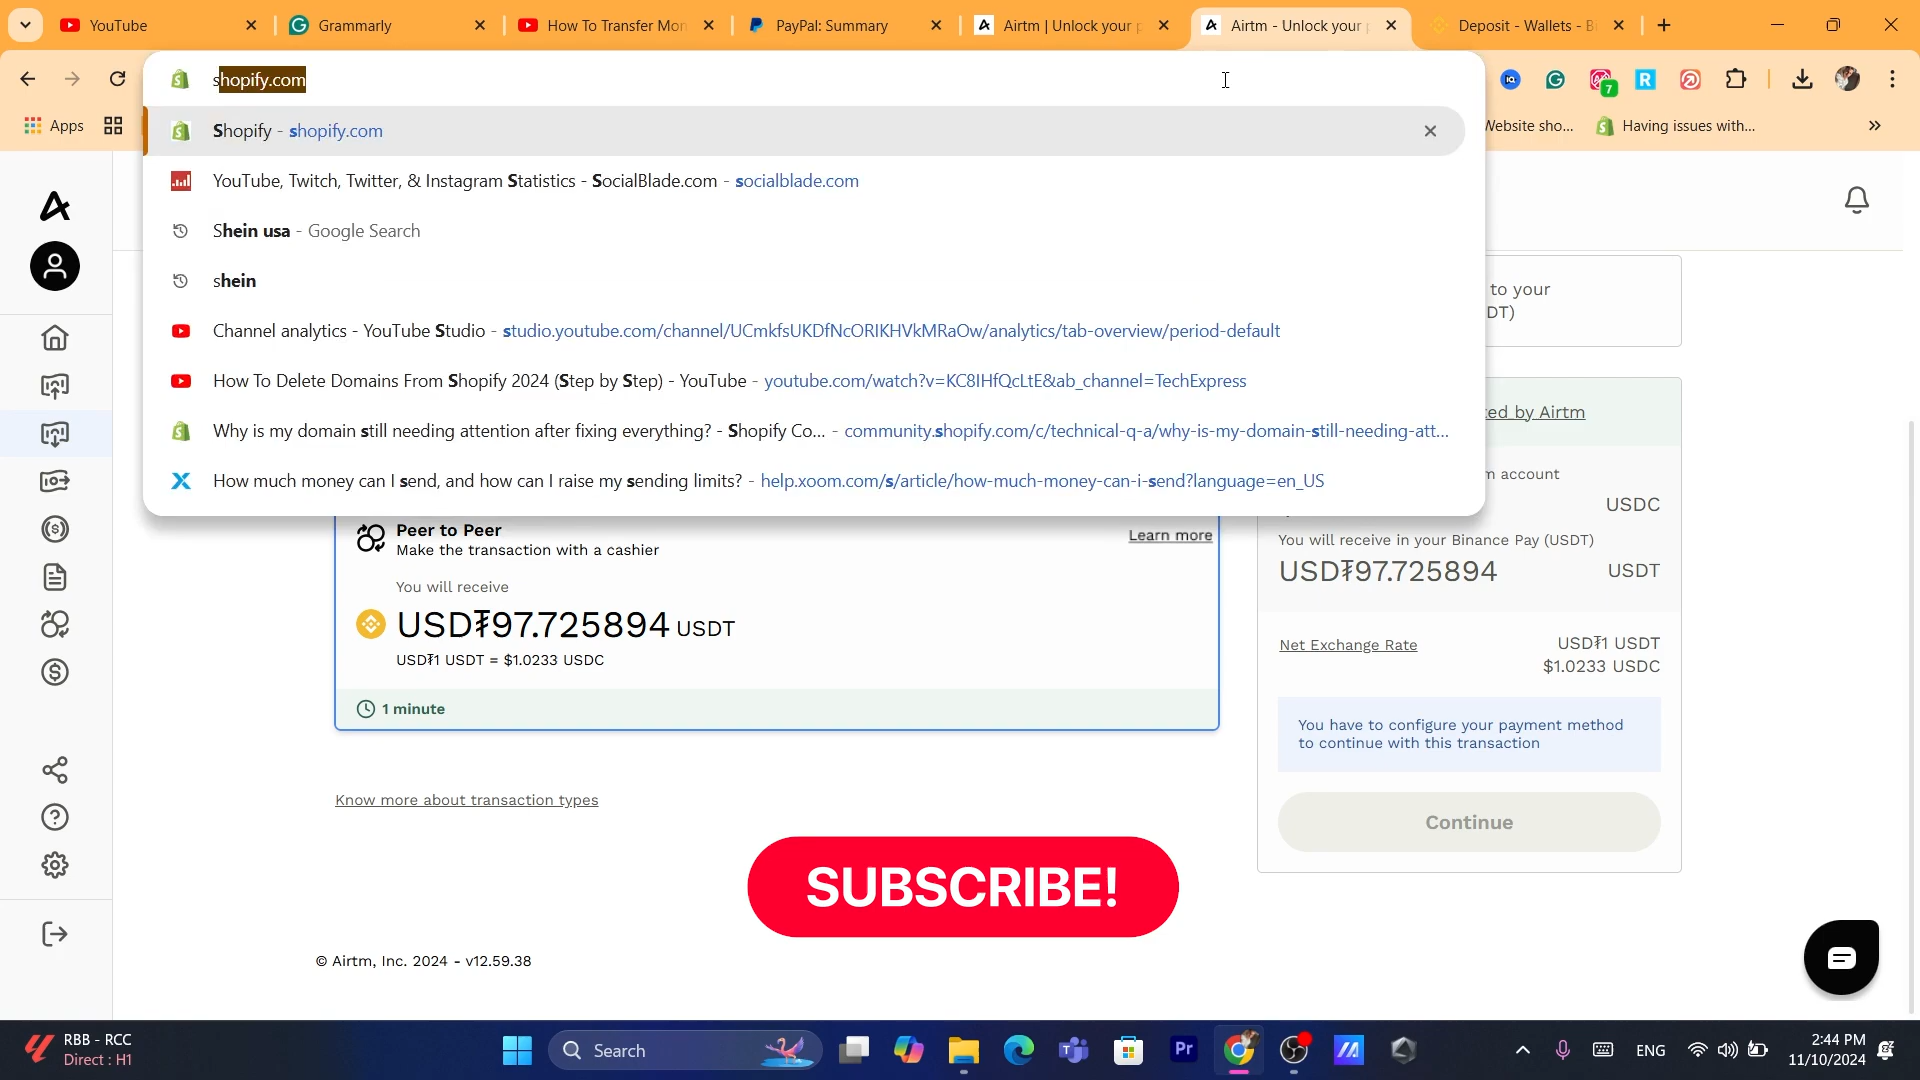 YouTube
Grammarly
How To Transfer Mon
PayPal: Summary
Airtm | Unlock your p
Airtm - Unlock your p
Deposit - Wallets - Bi
shopify.com
7
Apps
Website sho...
Having issues with...
Shopify - shopify.com
YouTube, Twitch, Twitter, & Instagram Statistics - SocialBlade.com - socialblade.com
Shein usa - Google Search
shein
Channel analytics - YouTube Studio - studio.youtube.com/channel/UCmkfsUKDfNcORIKHVkMRaOw/analytics/tab-overview/period-default
How To Delete Domains From Shopify 2024 (Step by Step) - YouTube - youtube.com/watch?v=KC8IHfQcLtE&ab_channel=TechExpress
Why is my domain still needing attention after fixing everything? - Shopify Co... - community.shopify.com/c/technical-q-a/why-is-my-domain-still-needing-att...
How much money can I send, and how can I raise my sending limits? - help.xoom.com/s/article/how-much-money-can-i-send?language=en_US
to your
DT)
ted by Airtm
m account
USDC
You will receive in your Binance Pay (USDT)
USD₮97.725894 USDT
Net Exchange Rate
USD₮1 USDT
$1.0233 USDC
You have to configure your payment method
to continue with this transaction
Continue
Peer to Peer
Make the transaction with a cashier
Learn more
You will receive
USD₮97.725894 USDT
USD₮1 USDT = $1.0233 USDC
1 minute
Know more about transaction types
SUBSCRIBE!
© Airtm, Inc. 2024 - v12.59.38
RBB - RCC
Direct : H1
Search
Pr
ENG
2:44 PM
11/10/2024